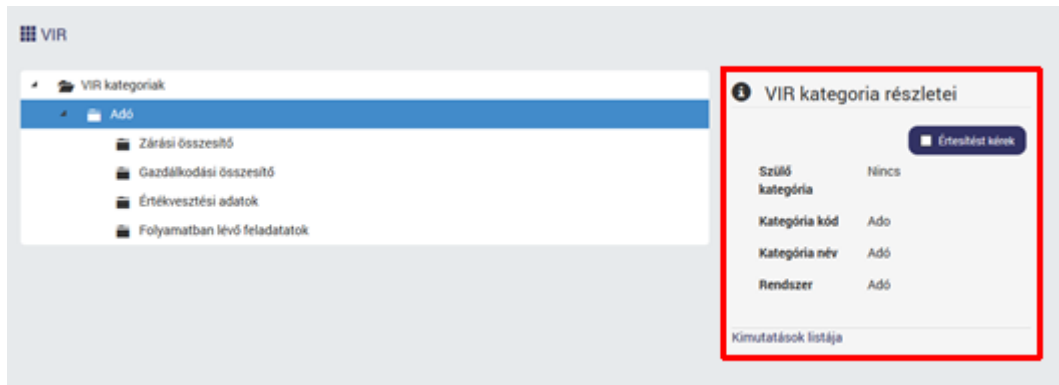 VIR
VIR kategoriak
Adó
Zárási összesítő
Gazdálkodási összesítő
Értékvesztési adatok
Folyamatban lévő feladatatok
VIR kategoria részletei
Értesítést kérek
Szülő kategória Nincs
Kategória kód Ado
Kategória név Adó
Rendszer Adó
Kimutatások listája